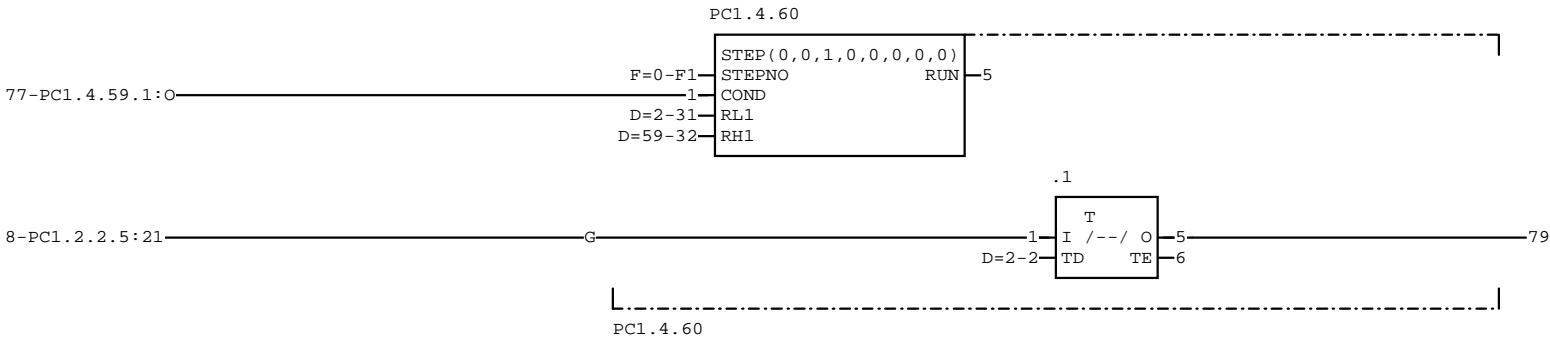 PC1.4.60
STEP(0,0,1,0,0,0,0,0)
F=0-F1 STEPNO RUN 5
77-PC1.4.59.1:O 1 COND
D=2-31 RL1
D=59-32 RH1
.1
T
8-PC1.2.2.5:21 G 1 I /--/ O 5 79
D=2-2 TD TE 6
PC1.4.60